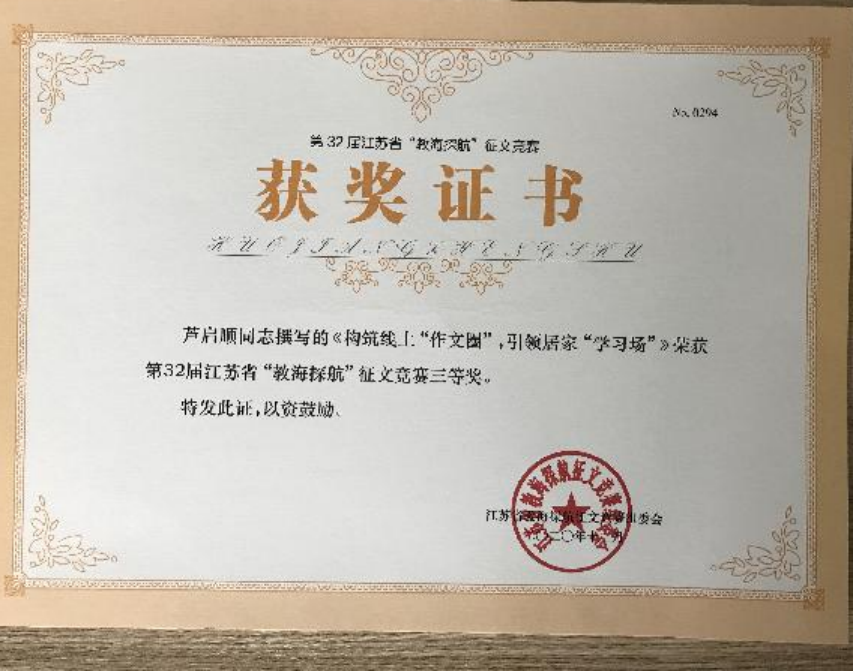 No. 0294
第32届江苏省“教海探航”征文竞赛
获奖证书
HUOJIANGZHENGSHU
芦启顺同志撰写的《构筑线上“作文圈”,引领居家“学习场”》荣获
第32届江苏省“教海探航”征文竞赛三等奖。
特发此证,以资鼓励。
江苏省教海探航征文竞赛组委会
二〇二〇年十月